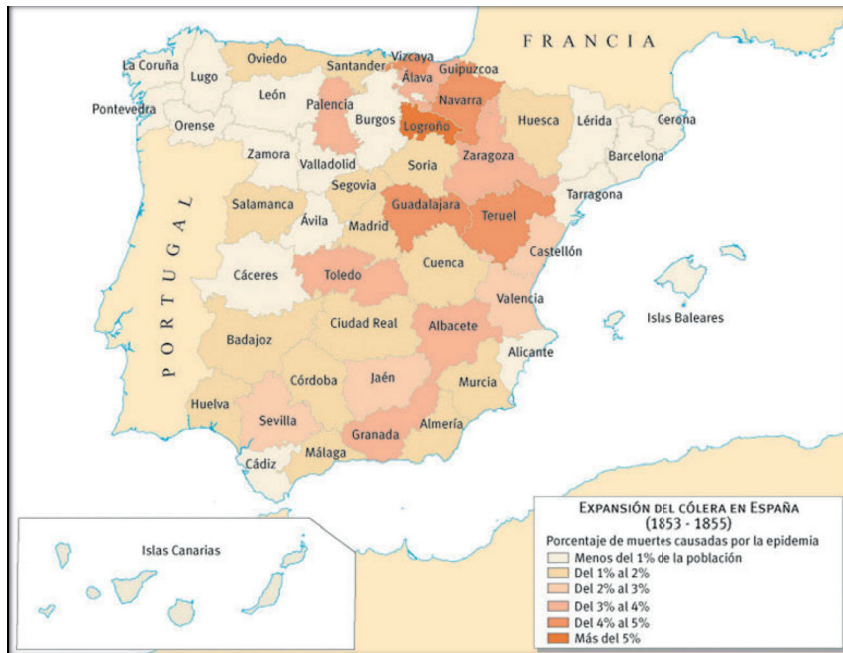 FRANCIA
La Coruña
Lugo
Oviedo
Santander
Vizcaya
Guipuzcoa
Álava
Navarra
Pontevedra
Orense
León
Palencia
Burgos
Logroño
Huesca
Lérida
Cerona
Barcelona
Zaragoza
Zamora
Valladolid
Soria
Tarragona
Segovia
Salamanca
Ávila
Madrid
Guadalajara
Teruel
Castellón
PORTUGAL
Cáceres
Toledo
Cuenca
Valencia
Islas Baleares
Badajoz
Ciudad Real
Albacete
Alicante
Córdoba
Jaén
Murcia
Huelva
Sevilla
Granada
Almería
Málaga
Cádiz
Islas Canarias
EXPANSIÓN DEL CÓLERA EN ESPAÑA
(1853 - 1855)
Porcentaje de muertes causadas por la epidemia
Menos del 1% de la población
Del 1% al 2%
Del 2% al 3%
Del 3% al 4%
Del 4% al 5%
Más del 5%